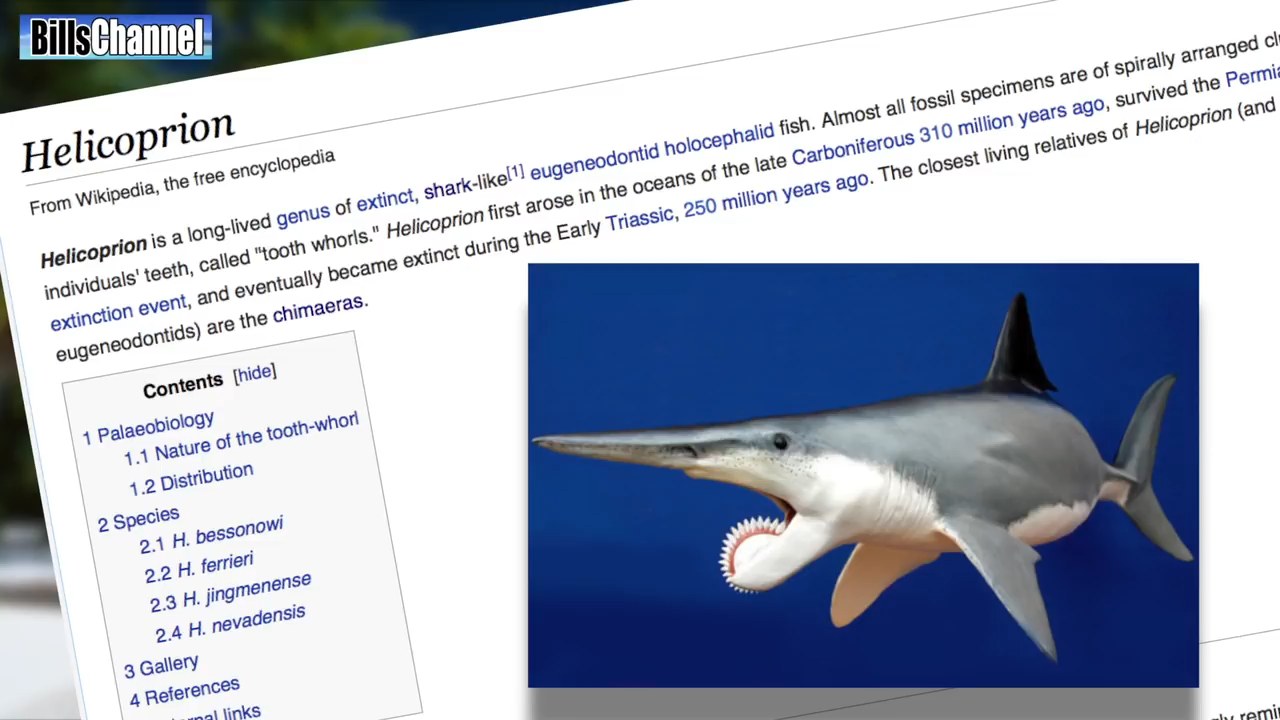 BillsChannel
Helicoprion
From Wikipedia, the free encyclopedia
Helicoprion is a long-lived genus of extinct, shark-like[1] eugeneodontid holocephalid fish. Almost all fossil specimens are of spirally arranged
individuals' teeth, called "tooth whorls." Helicoprion first arose in the oceans of the late Carboniferous 310 million years ago, survived the
extinction event, and eventually became extinct during the Early Triassic, 250 million years ago. The closest living relatives of Helicoprion (and
eugeneodontids) are the chimaeras.
Contents [hide]
1 Palaeobiology
1.1 Nature of the tooth-whorl
1.2 Distribution
2 Species
2.1 H. bessonowi
2.2 H. ferrieri
2.3 H. jingmenense
2.4 H. nevadensis
3 Gallery
4 References
links